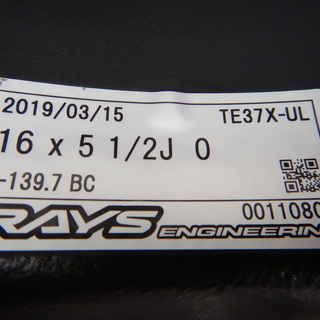 2019/03/15 TE37X-UL
16 x 5 1/2J 0
-139.7 BC
RAYS ENGINEERIN
0011080